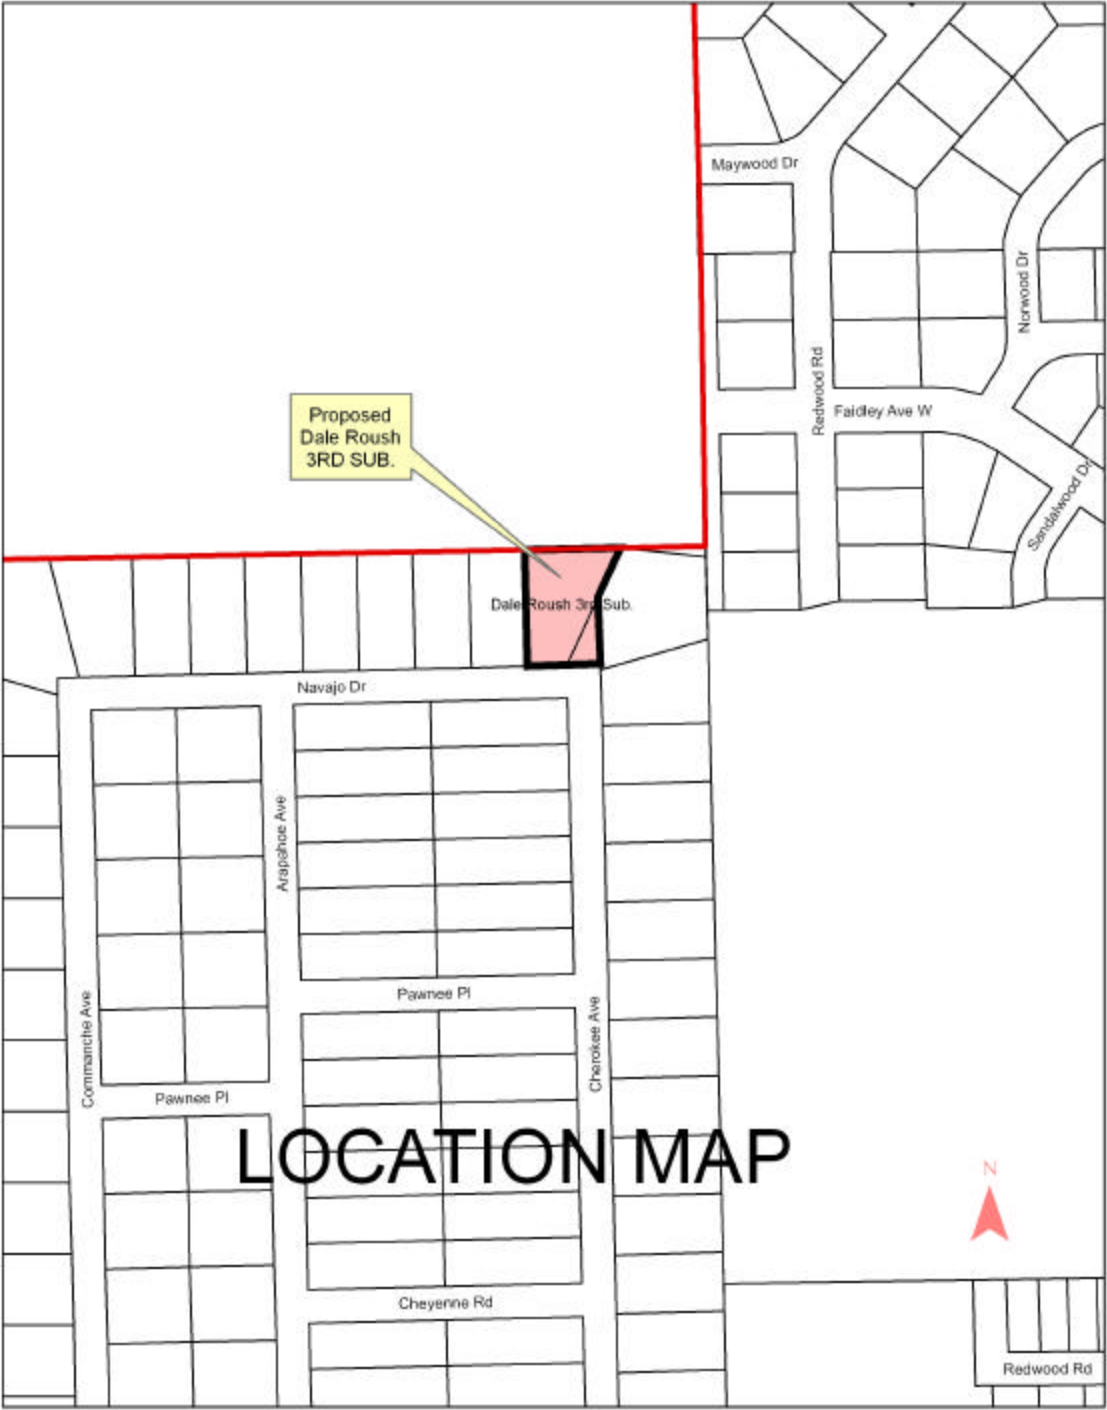 Maywood Dr
Norwood Dr
Redwood Rd
Faidley Ave W
Sandalwood Dr
Proposed
Dale Roush
3RD SUB.
Dale Roush 3rd Sub.
Navajo Dr
Arapahoe Ave
Commanche Ave
Pawnee Pl
Cherokee Ave
Pawnee Pl
LOCATION MAP
N
Cheyenne Rd
Redwood Rd